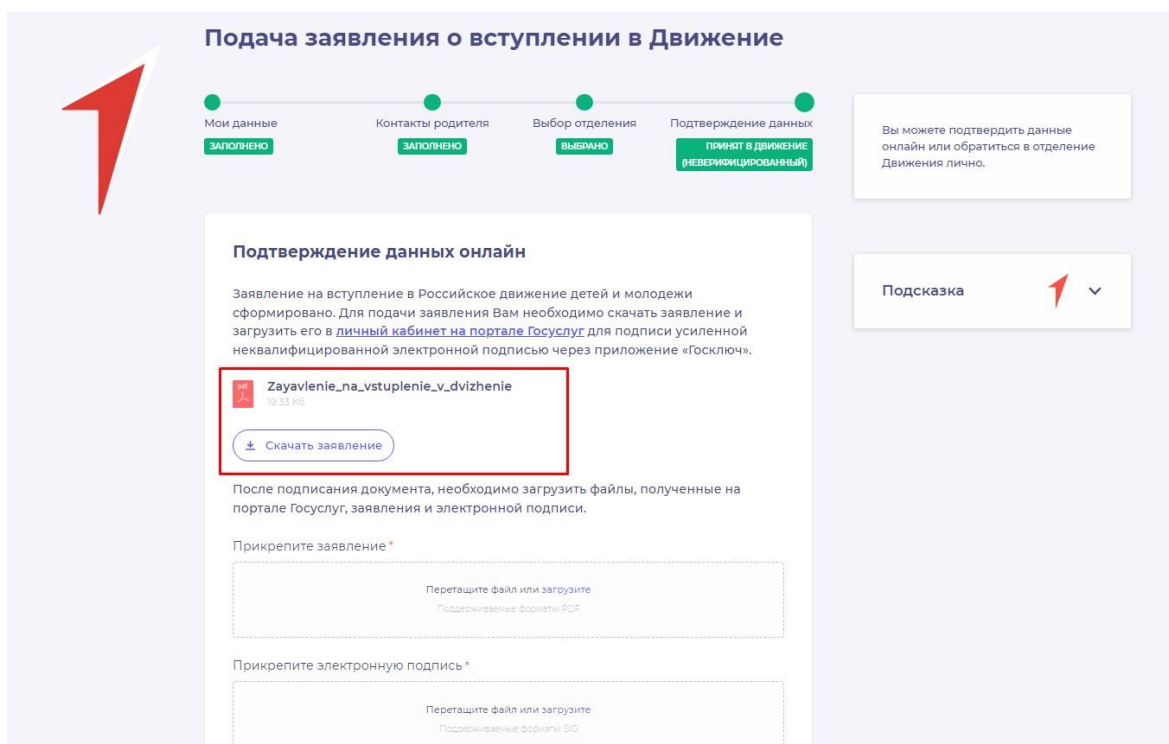 Подача заявления о вступлении в Движение
Мои данные
ЗАПОЛНЕНО
Контакты родителя
ЗАПОЛНЕНО
Выбор отделения
ВЫБРАНО
Подтверждение данных
ПРИНЯТ В ДВИЖЕНИЕ
(НЕВЕРИФИЦИРОВАННЫЙ)
Вы можете подтвердить данные
онлайн или обратиться в отделение
Движения лично.
Подсказка
Подтверждение данных онлайн
Заявление на вступление в Российское движение детей и молодежи
сформировано. Для подачи заявления Вам необходимо скачать заявление и
загрузить его в личный кабинет на портале Госуслуг для подписи усиленной
неквалифицированной электронной подписью через приложение «Госключ».
pdf
Zayavlenie_na_vstuplenie_v_dvizhenie
19.33 Кб
Скачать заявление
После подписания документа, необходимо загрузить файлы, полученные на
портале Госуслуг, заявления и электронной подписи.
Прикрепите заявление *
Перетащите файл или загрузите
Поддерживаемые форматы: PDF
Прикрепите электронную подпись *
Перетащите файл или загрузите
Поддерживаемые форматы: SIG